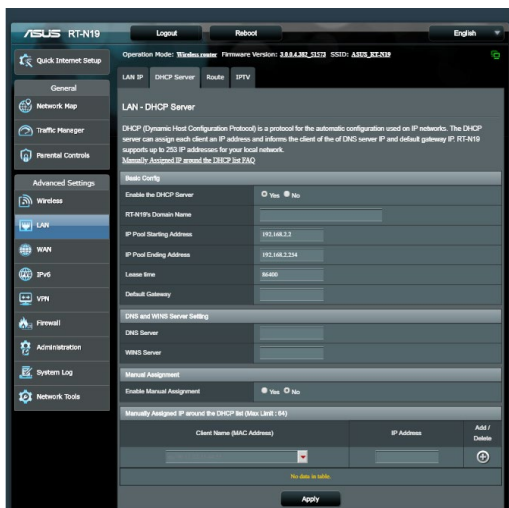 ASUS RT-N19
Logout
Reboot
English
Operation Mode: Wireless router Firmware Version: 3.0.0.4.382_51573 SSID: ASUS_RT-N19
Quick Internet Setup
General
Network Map
Traffic Manager
Parental Controls
Advanced Settings
Wireless
LAN
WAN
IPv6
VPN
Firewall
Administration
System Log
Network Tools
LAN IP
DHCP Server
Route
IPTV
LAN - DHCP Server
DHCP (Dynamic Host Configuration Protocol) is a protocol for the automatic configuration used on IP networks. The DHCP
server can assign each client an IP address and informs the client of the of DNS server IP and default gateway IP. RT-N19
supports up to 253 IP addresses for your local network.
Manually Assigned IP around the DHCP list FAQ
Basic Config
Enable the DHCP Server
Yes No
RT-N19's Domain Name
IP Pool Starting Address
192.168.2.2
IP Pool Ending Address
192.168.2.254
Lease time
86400
Default Gateway
DNS and WINS Server Setting
DNS Server
WINS Server
Manual Assignment
Enable Manual Assignment
Yes No
Manually Assigned IP around the DHCP list (Max Limit : 64)
Client Name (MAC Address)
IP Address
Add /
Delete
No data in table.
Apply